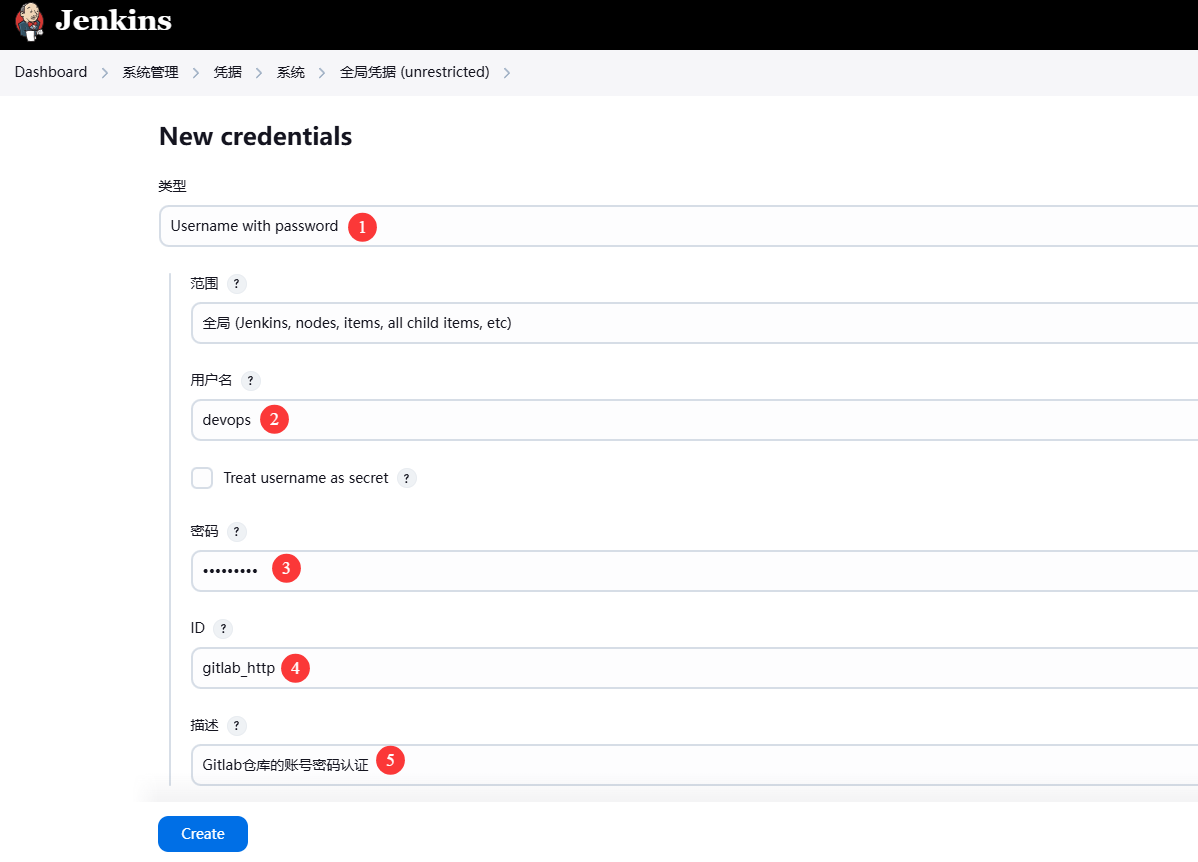 Jenkins
Dashboard > 系统管理 > 凭据 > 系统 > 全局凭据 (unrestricted) >
New credentials
类型
Username with password 1
范围 ?
全局 (Jenkins, nodes, items, all child items, etc)
用户名 ?
devops 2
Treat username as secret ?
密码 ?
••••••••• 3
ID ?
gitlab_http 4
描述 ?
Gitlab仓库的账号密码认证 5
Create